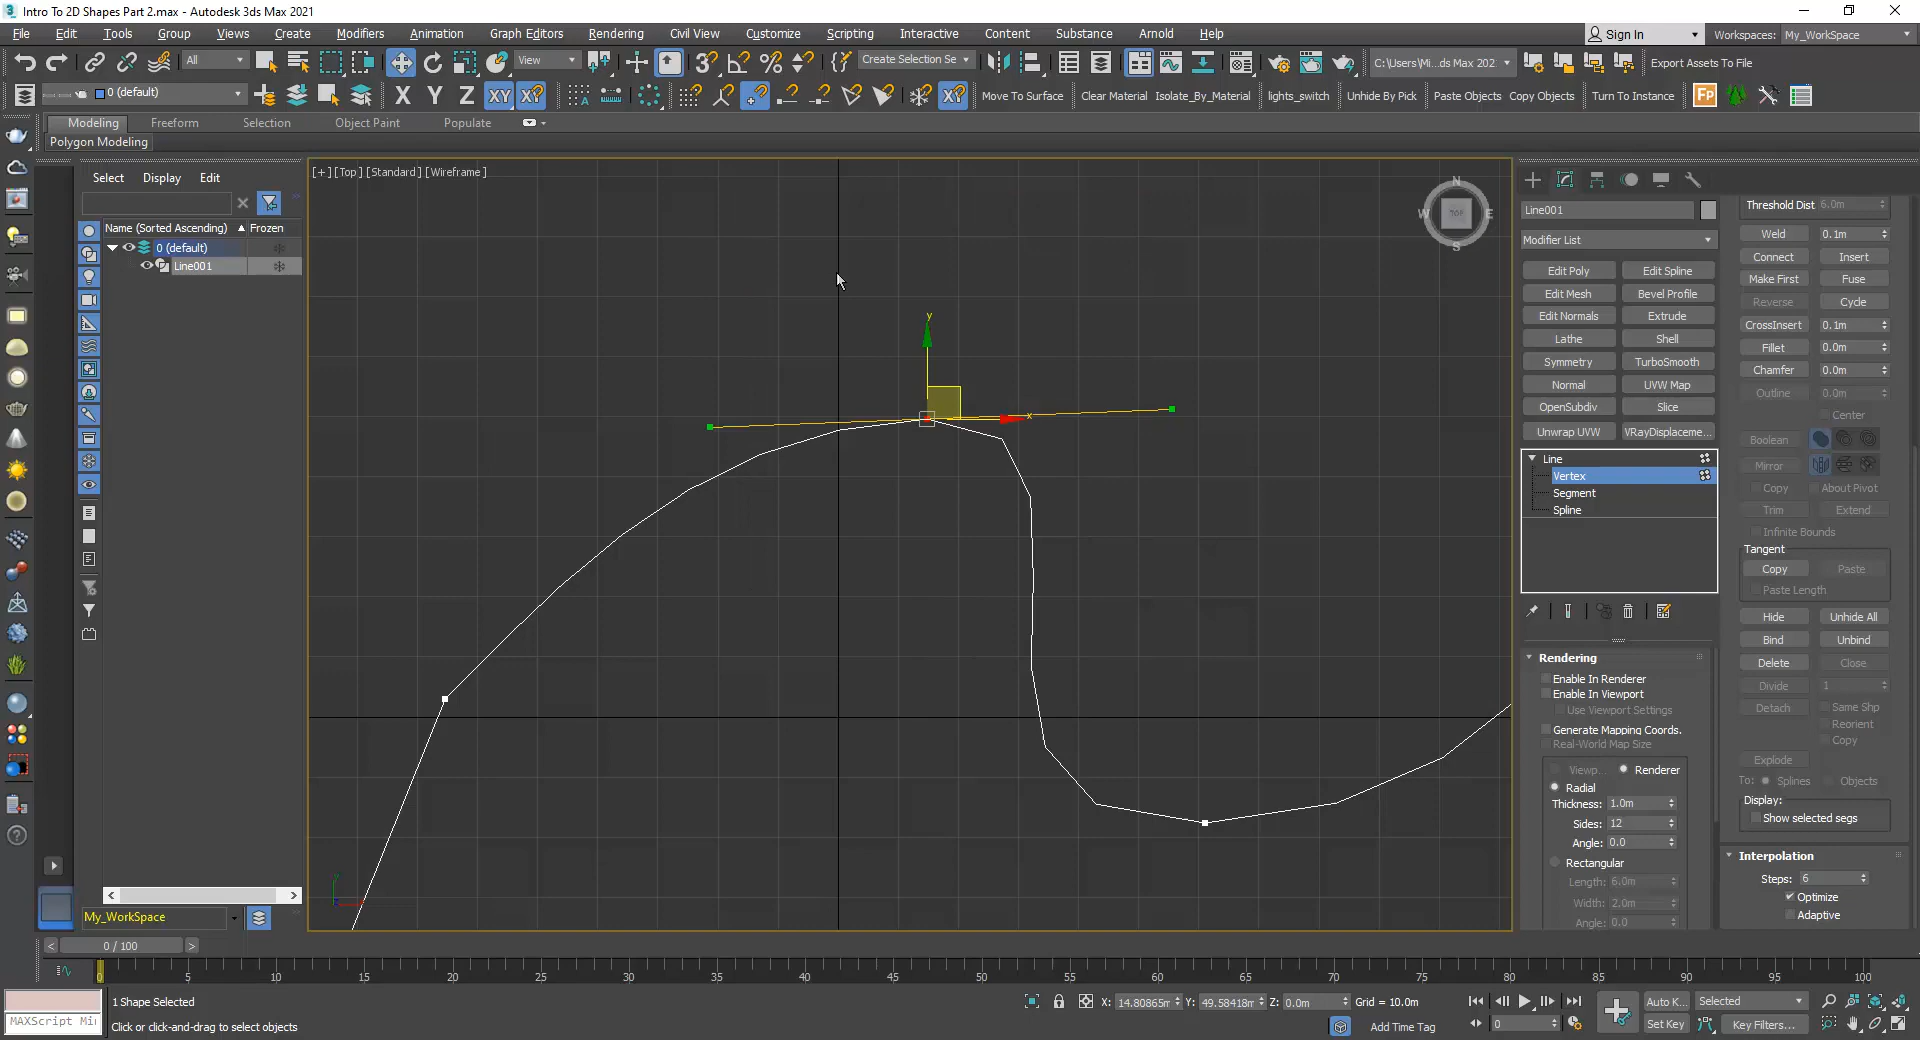 Intro To 2D Shapes Part 2.max - Autodesk 3ds Max 2021
File Edit Tools Group Views Create Modifiers Animation Graph Editors Rendering Civil View Customize Scripting Interactive Content Substance Arnold Help
Sign In Workspaces: My_WorkSpace
All View 3 Create Selection Se C:\Users\Mi...ds Max 202 Export Assets To File
0 (default) X Y Z XY XY Move To Surface Clear Material Isolate_By_Material lights_switch Unhide By Pick Paste Objects Copy Objects Turn To Instance Fp
Modeling Freeform Selection Object Paint Populate
Polygon Modeling
Select Display Edit
Name (Sorted Ascending) Frozen
0 (default)
Line001
My_WorkSpace
[+] [Top] [Standard] [Wireframe]
y
x
N
W TOP E
S
Line001
Modifier List
Edit Poly Edit Spline
Edit Mesh Bevel Profile
Edit Normals Extrude
Lathe Shell
Symmetry TurboSmooth
Normal UVW Map
OpenSubdiv Slice
Unwrap UVW VRayDisplaceme...
Line
Vertex
Segment
Spline
Rendering
Enable In Renderer
Enable In Viewport
Use Viewport Settings
Generate Mapping Coords.
Real-World Map Size
Viewp... Renderer
Radial
Thickness: 1.0m
Sides: 12
Angle: 0.0
Rectangular
Length: 6.0m
Width: 2.0m
Angle: 0.0
Threshold Dist 6.0m
Weld 0.1m
Connect Insert
Make First Fuse
Reverse Cycle
CrossInsert 0.1m
Fillet 0.0m
Chamfer 0.0m
Outline 0.0m
Center
Boolean
Mirror
Copy About Pivot
Trim Extend
Infinite Bounds
Tangent
Copy Paste
Paste Length
Hide Unhide All
Bind Unbind
Delete Close
Divide 1
Detach Same Shp
Reorient
Copy
Explode
To: Splines Objects
Display:
Show selected segs
Interpolation
Steps: 6
Optimize
Adaptive
< 0 / 100 >
0 5 10 15 20 25 30 35 40 45 50 55 60 65 70 75 80 85 90 95 100
1 Shape Selected X: 14.80865m Y: 49.58418m Z: 0.0m Grid = 10.0m Auto K... Selected
MAXScript Mi Click or click-and-drag to select objects Add Time Tag 0 Set Key Key Filters...